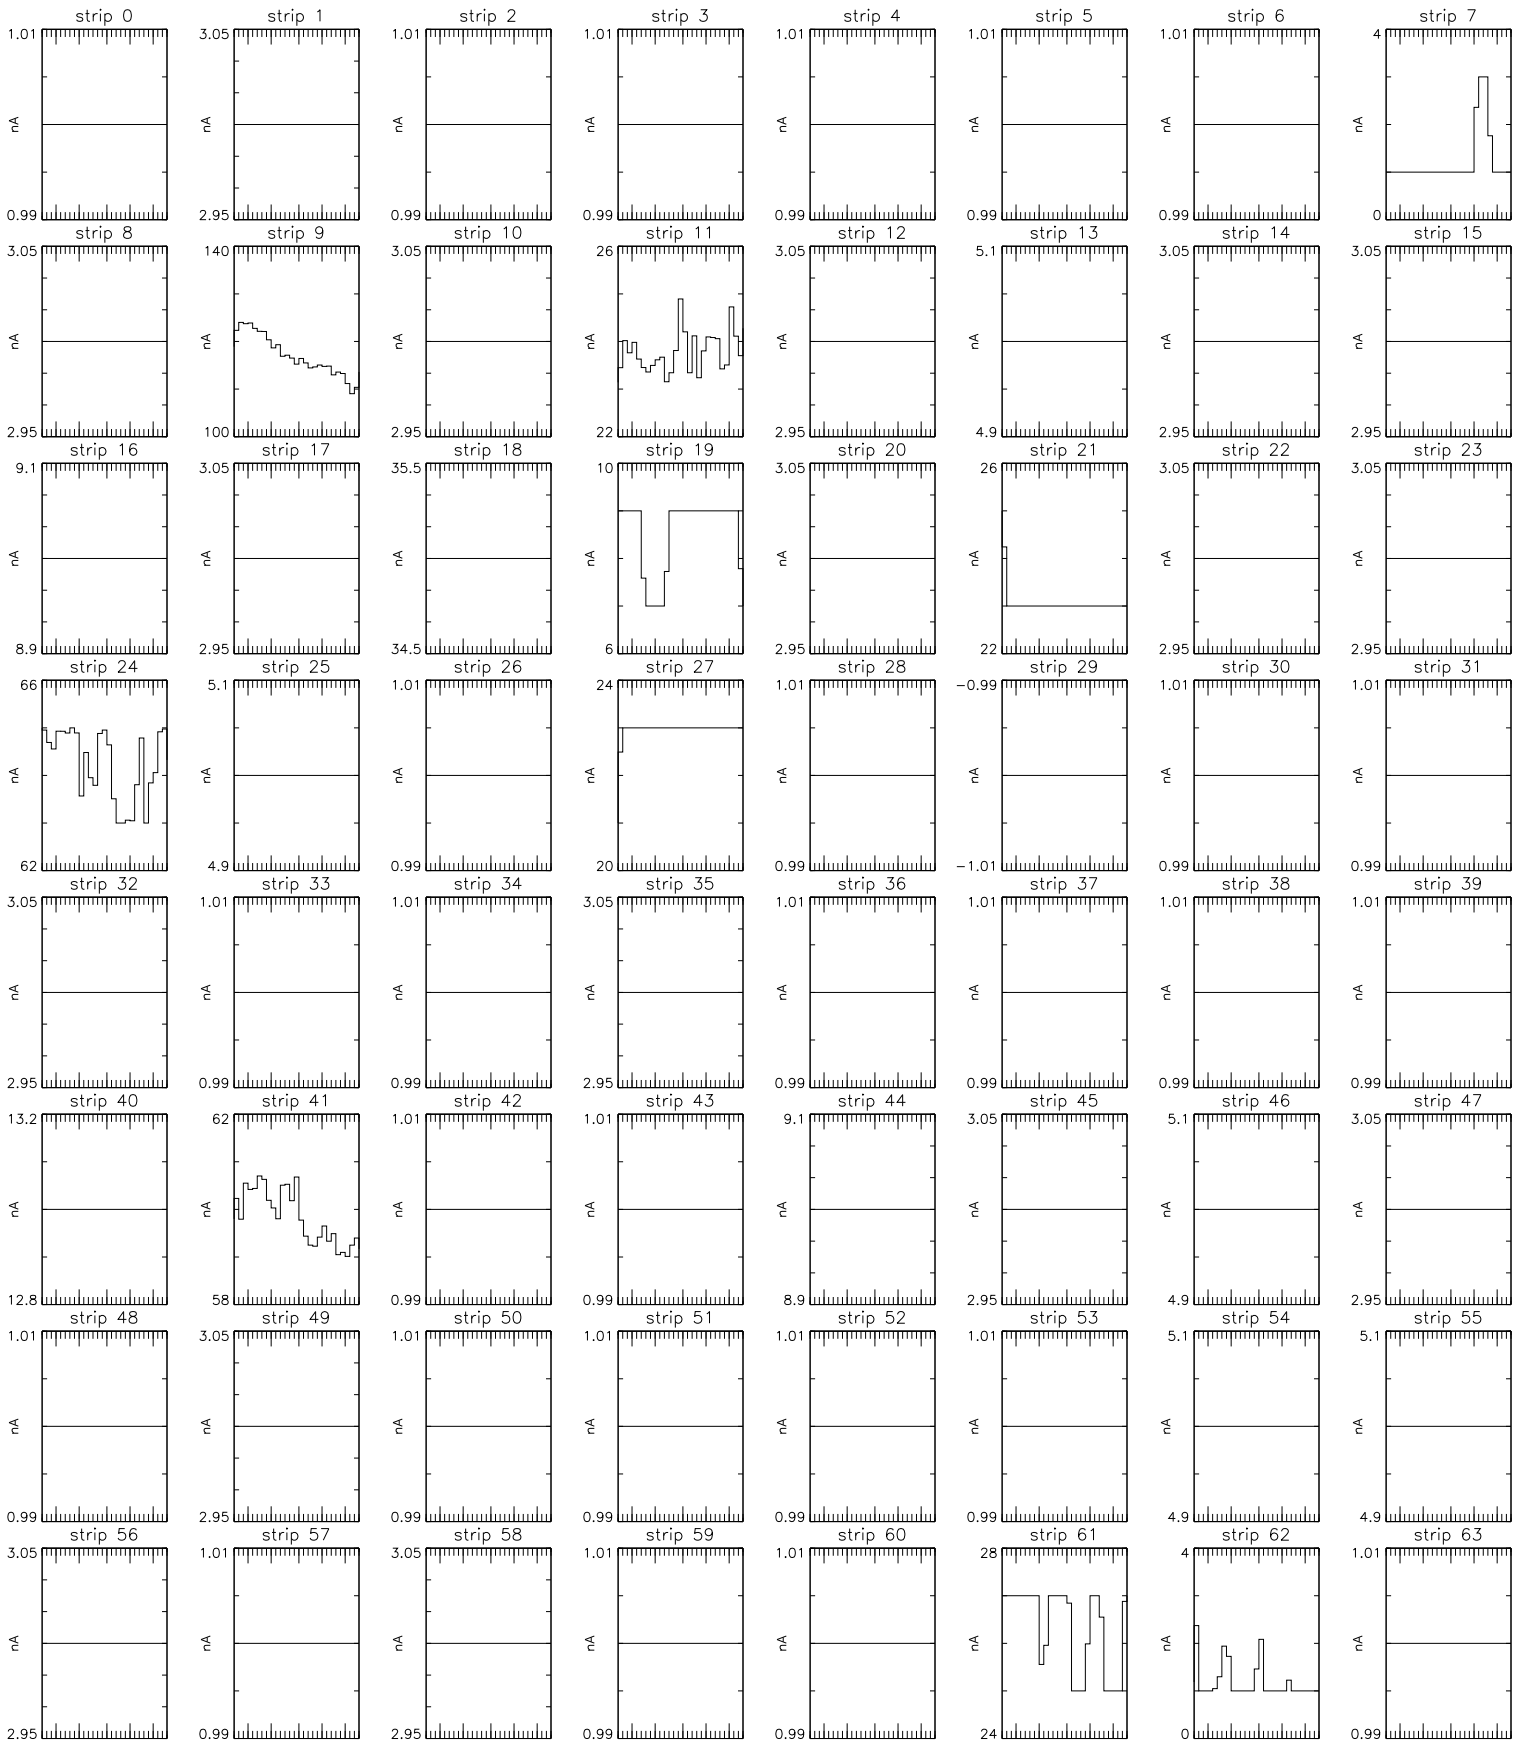 strip 0 strip 1 strip 2 strip 3 strip 4 strip 5 strip 6 strip 7
1.01 3.05 1.01 1.01 1.01 1.01 1.01 4
nA nA nA nA nA nA nA nA
0.99 2.95 0.99 0.99 0.99 0.99 0.99 0
strip 8 strip 9 strip 10 strip 11 strip 12 strip 13 strip 14 strip 15
3.05 140 3.05 26 3.05 5.1 3.05 3.05
nA nA nA nA nA nA nA nA
2.95 100 2.95 22 2.95 4.9 2.95 2.95
strip 16 strip 17 strip 18 strip 19 strip 20 strip 21 strip 22 strip 23
9.1 3.05 35.5 10 3.05 26 3.05 3.05
nA nA nA nA nA nA nA nA
8.9 2.95 34.5 6 2.95 22 2.95 2.95
strip 24 strip 25 strip 26 strip 27 strip 28 strip 29 strip 30 strip 31
66 5.1 1.01 24 1.01 −0.99 1.01 1.01
nA nA nA nA nA nA nA nA
62 4.9 0.99 20 0.99 −1.01 0.99 0.99
strip 32 strip 33 strip 34 strip 35 strip 36 strip 37 strip 38 strip 39
3.05 1.01 1.01 3.05 1.01 1.01 1.01 1.01
nA nA nA nA nA nA nA nA
2.95 0.99 0.99 2.95 0.99 0.99 0.99 0.99
strip 40 strip 41 strip 42 strip 43 strip 44 strip 45 strip 46 strip 47
13.2 62 1.01 1.01 9.1 3.05 5.1 3.05
nA nA nA nA nA nA nA nA
12.8 58 0.99 0.99 8.9 2.95 4.9 2.95
strip 48 strip 49 strip 50 strip 51 strip 52 strip 53 strip 54 strip 55
1.01 3.05 1.01 1.01 1.01 1.01 5.1 5.1
nA nA nA nA nA nA nA nA
0.99 2.95 0.99 0.99 0.99 0.99 4.9 4.9
strip 56 strip 57 strip 58 strip 59 strip 60 strip 61 strip 62 strip 63
3.05 1.01 3.05 1.01 1.01 28 4 1.01
nA nA nA nA nA nA nA nA
2.95 0.99 2.95 0.99 0.99 24 0 0.99